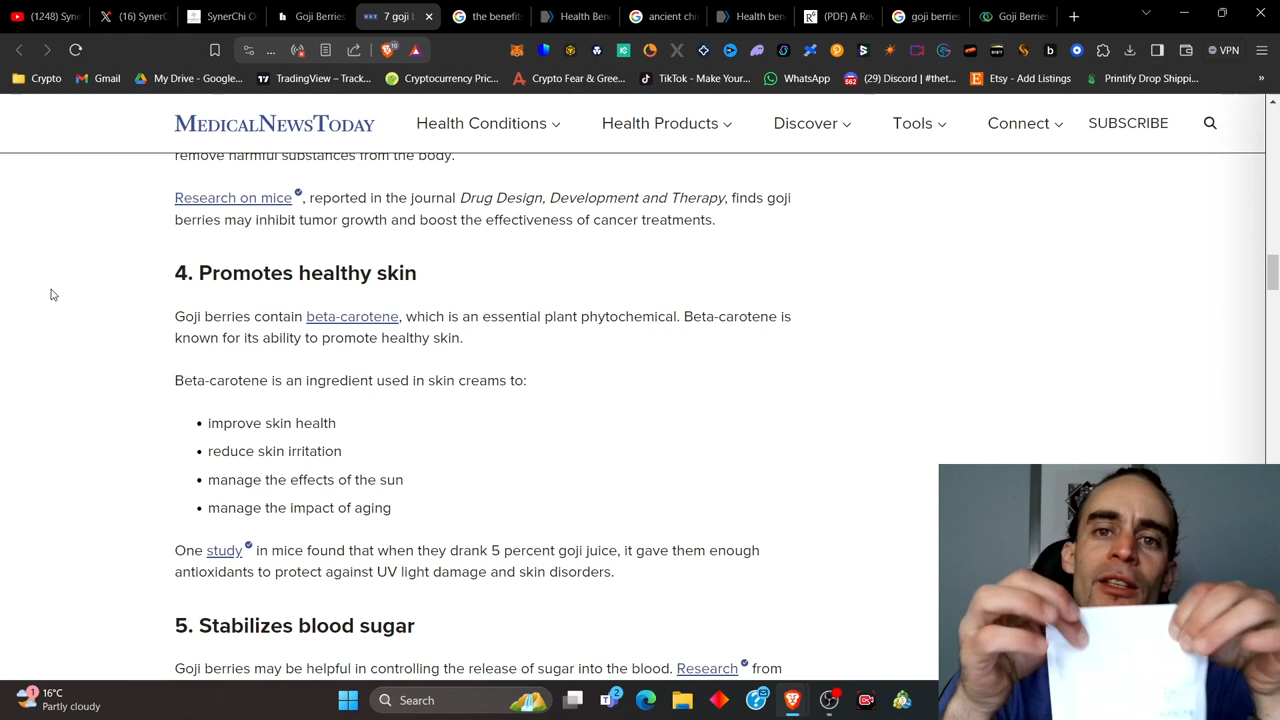 (1248) Syne
(16) SynerC
SynerChi O
Goji Berries
7 goji b
the benefit
Health Ben
ancient chi
Health ben
(PDF) A Re
goji berries
Goji Berries
VPN
Crypto
Gmail
My Drive - Google...
TradingView – Track...
Cryptocurrency Pric...
Crypto Fear & Gree...
TikTok - Make Your...
WhatsApp
(29) Discord | #thet...
Etsy - Add Listings
Printify Drop Shippi...
MEDICALNEWSTODAY
Health Conditions
Health Products
Discover
Tools
Connect
SUBSCRIBE
remove harmful substances from the body.
Research on mice, reported in the journal Drug Design, Development and Therapy, finds goji
berries may inhibit tumor growth and boost the effectiveness of cancer treatments.
4. Promotes healthy skin
Goji berries contain beta-carotene, which is an essential plant phytochemical. Beta-carotene is
known for its ability to promote healthy skin.
Beta-carotene is an ingredient used in skin creams to:
• improve skin health
• reduce skin irritation
• manage the effects of the sun
• manage the impact of aging
One study in mice found that when they drank 5 percent goji juice, it gave them enough
antioxidants to protect against UV light damage and skin disorders.
5. Stabilizes blood sugar
Goji berries may be helpful in controlling the release of sugar into the blood. Research from
16°C
Partly cloudy
Search